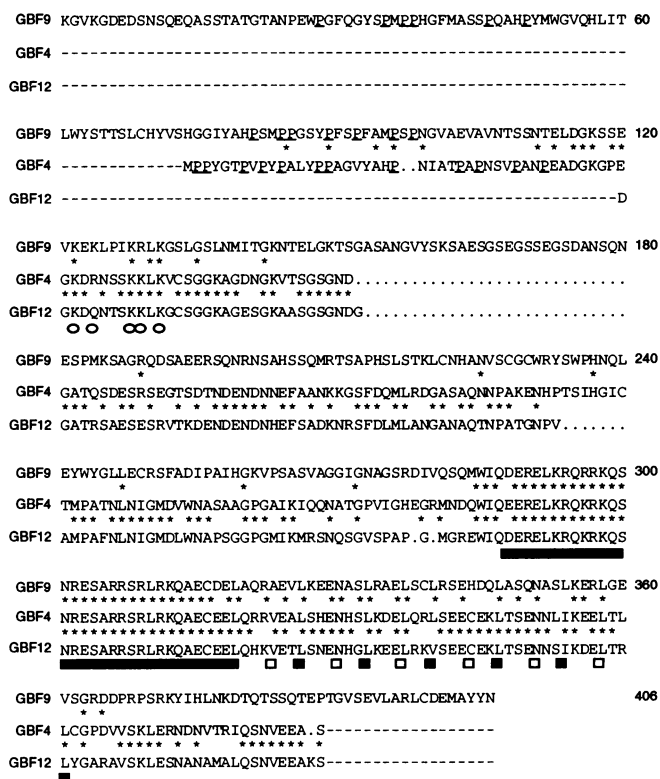 GBF9 KGVKGDEDSNSQEQASSTATGTANPEWPGFQGYSPMPPHGFMASSPQAHPYMWGVQHLIT 60
GBF4 ------------------------------------------------------------
GBF12 ------------------------------------------------------------
GBF9 LWYSTTSLCHYVSHGGIYAHPSMPPGSYPFSPFAMPSPNGVAEVAVNTSSNTELDGKSSE 120
GBF4 -------------MPPYGTPVPYPALYPPAGVYAHP..NIATPAPNSVPANPEADGKGPE
GBF12 -----------------------------------------------------------D
GBF9 VKEKLPIKRLKGSLGSLNMITGKNTELGKTSGASANGVYSKSAESGSEGSSEGSDANSQN 180
GBF4 GKDRNSSKKLKVCSGGKAGDNGKVTSGSGND.............................
GBF12 GKDQNTSKKLKGCSGGKAGESGKAASGSGNDG............................
GBF9 ESPMKSAGRQDSAEERSQNRNSAHSSQMRTSAPHSLSTKLCNHANVSCGCWRYSWPHNQL 240
GBF4 GATQSDESRSEGTSDTNDENDNNEFAANKKGSFDQMLRDGASAQNNPAKENHPTSIHGIC
GBF12 GATRSAESESRVTKDENDENDNHEFSADKNRSFDLMLANGANAQTNPATGNPV.......
GBF9 EYWYGLLECRSFADIPAIHGKVPSASVAGGIGNAGSRDIVQSQMWIQDERELKRQRRKQS 300
GBF4 TMPATNLNIGMDVWNASAAGPGAIKIQQNATGPVIGHEGRMNDQWIQEERELKRQKRKQS
GBF12 AMPAFNLNIGMDLWNAPSGGPGMIKMRSNQSGVSPAP.G.MGREWIQDERELKRQKRKQS
GBF9 NRESARRSRLRKQAECDELAQRAEVLKEENASLRAELSCLRSEHDQLASQNASLKERLGE 360
GBF4 NRESARRSRLRKQAECEELQRRVEALSHENHSLKDELQRLSEECEKLTSENNLIKEELTL
GBF12 NRESARRSRLRKQAECEELQHKVETLSNENHGLKEELRKVSEECEKLTSENNSIKDELTR
GBF9 VSGRDDPRPSRKYIHLNKDTQTSSQTEPTGVSEVLARLCDEMAYYN 406
GBF4 LCGPDVVSKLERNDNVTRIQSNVEEA.S------------------
GBF12 LYGARAVSKLESNANAMALQSNVEEAKS------------------